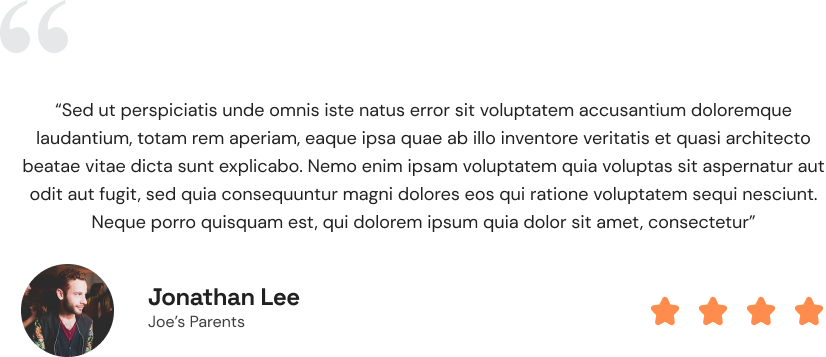 “
“Sed ut perspiciatis unde omnis iste natus error sit voluptatem accusantium doloremque
laudantium, totam rem aperiam, eaque ipsa quae ab illo inventore veritatis et quasi architecto
beatae vitae dicta sunt explicabo. Nemo enim ipsam voluptatem quia voluptas sit aspernatur aut
odit aut fugit, sed quia consequuntur magni dolores eos qui ratione voluptatem sequi nesciunt.
Neque porro quisquam est, qui dolorem ipsum quia dolor sit amet, consectetur”
Jonathan Lee
Joe’s Parents